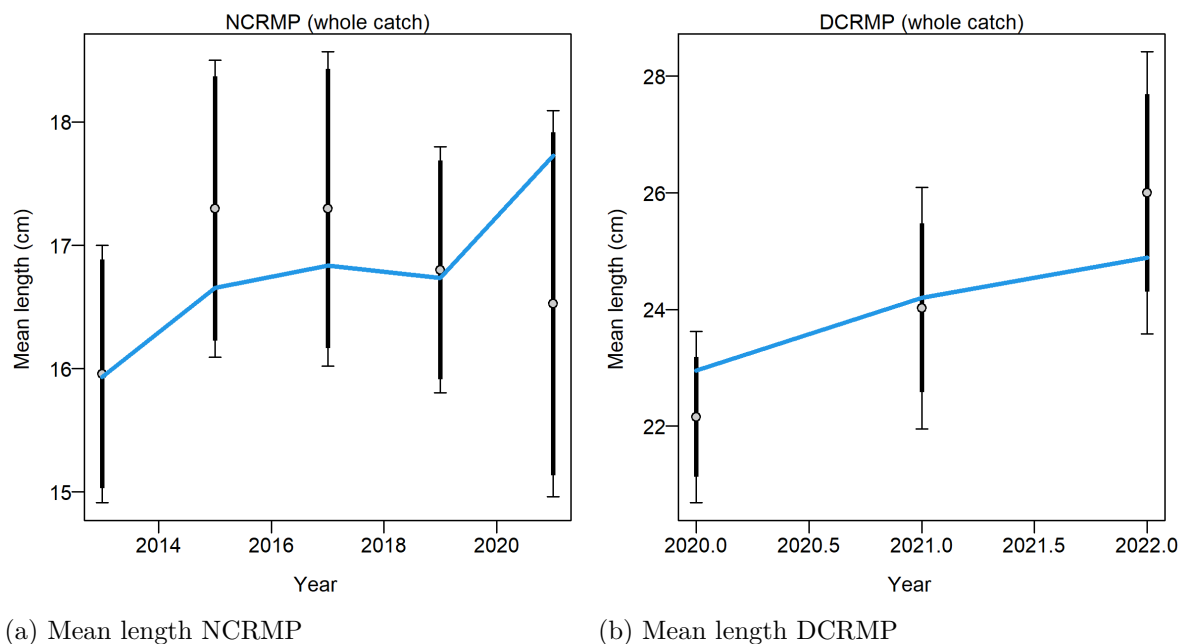 NCRMP (whole catch)
Mean length (cm)
18
17
16
15
2014 2016 2018 2020
Year
(a) Mean length NCRMP
DCRMP (whole catch)
Mean length (cm)
28
26
24
22
2020.0 2020.5 2021.0 2021.5 2022.0
Year
(b) Mean length DCRMP